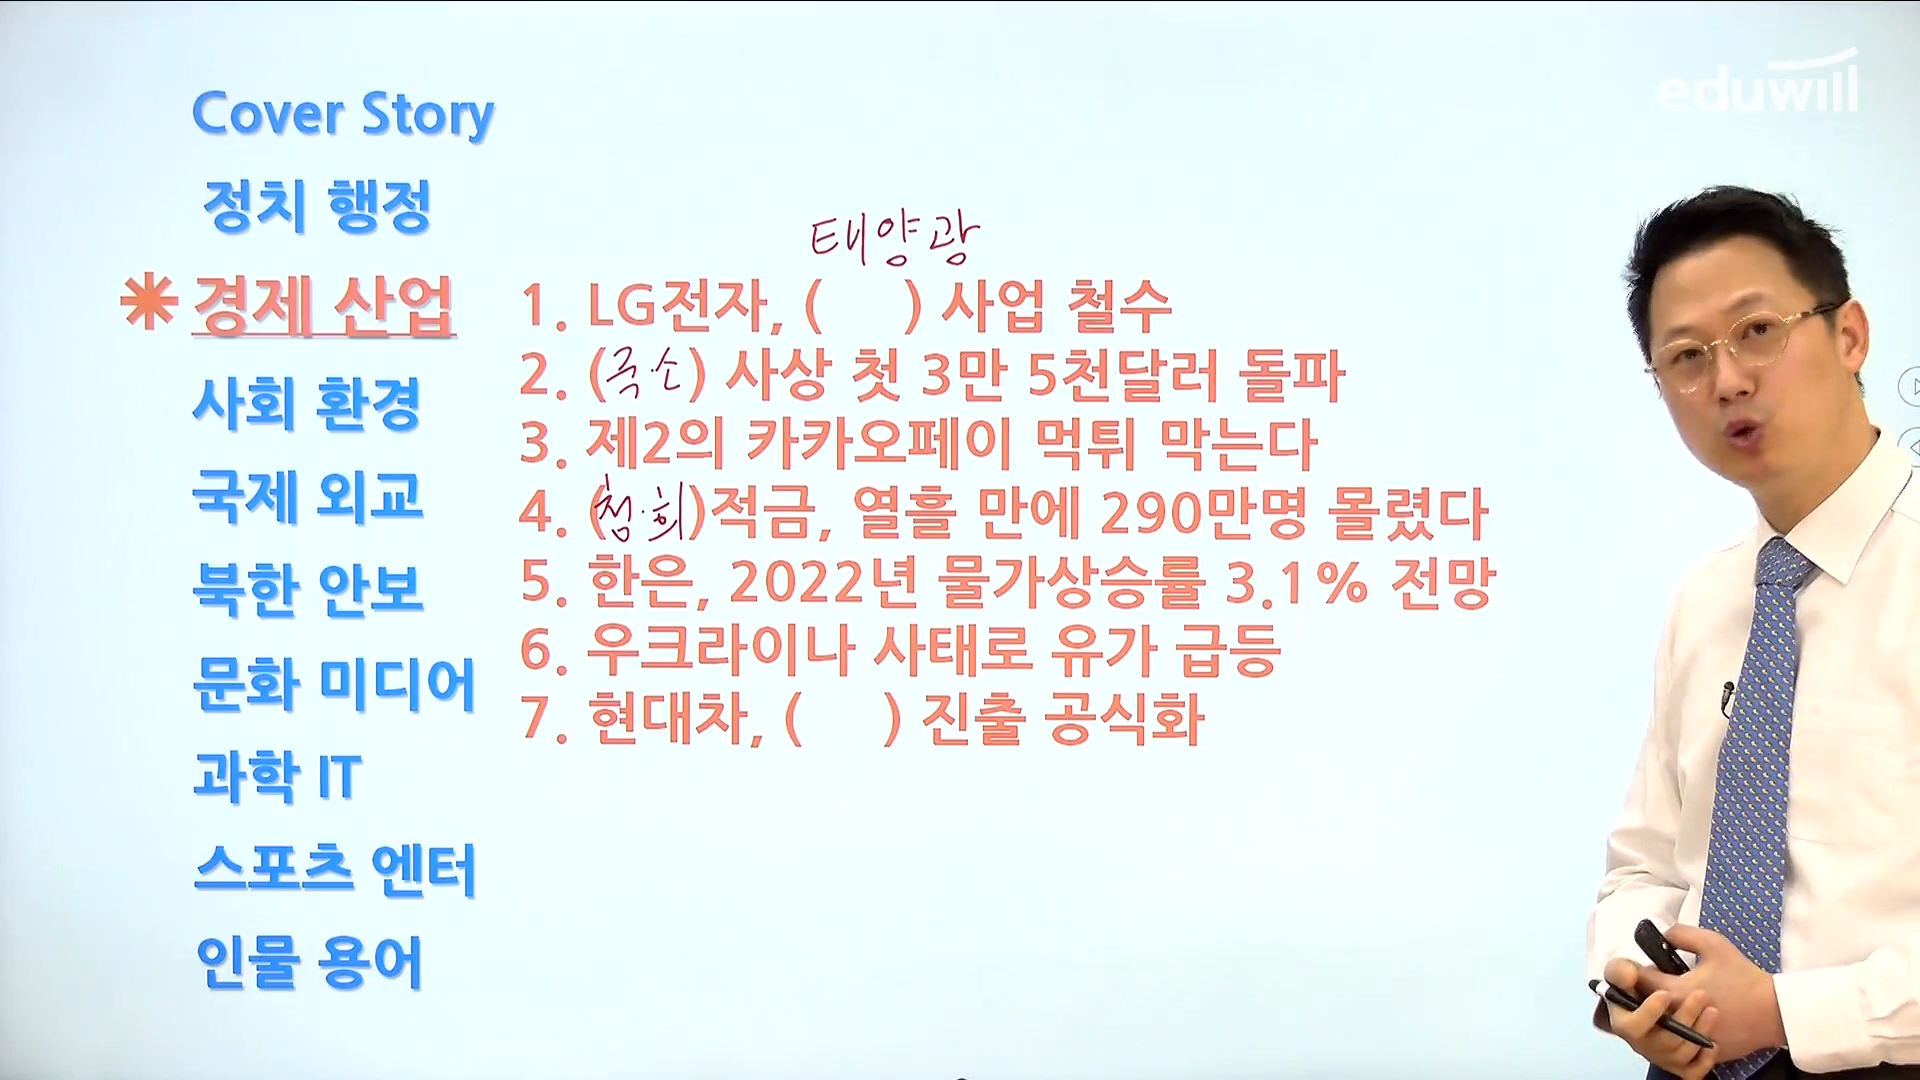 eduwill
Cover Story
정치 행정
✳ 경제 산업
사회 환경
국제 외교
북한 안보
문화 미디어
과학 IT
스포츠 엔터
인물 용어
태양광
1. LG전자, (    ) 사업 철수
2. (국·소) 사상 첫 3만 5천달러 돌파
3. 제2의 카카오페이 먹튀 막는다
4. (청·희)적금, 열흘 만에 290만명 몰렸다
5. 한은, 2022년 물가상승률 3.1% 전망
6. 우크라이나 사태로 유가 급등
7. 현대차, (    ) 진출 공식화